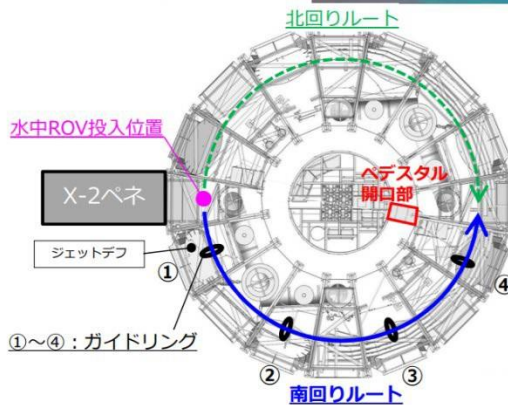 北回りルート
水中ROV投入位置
ペデスタル
開口部
X-2ペネ
ジェットデフ
①
④
①～④：ガイドリング
②
③
南回りルート